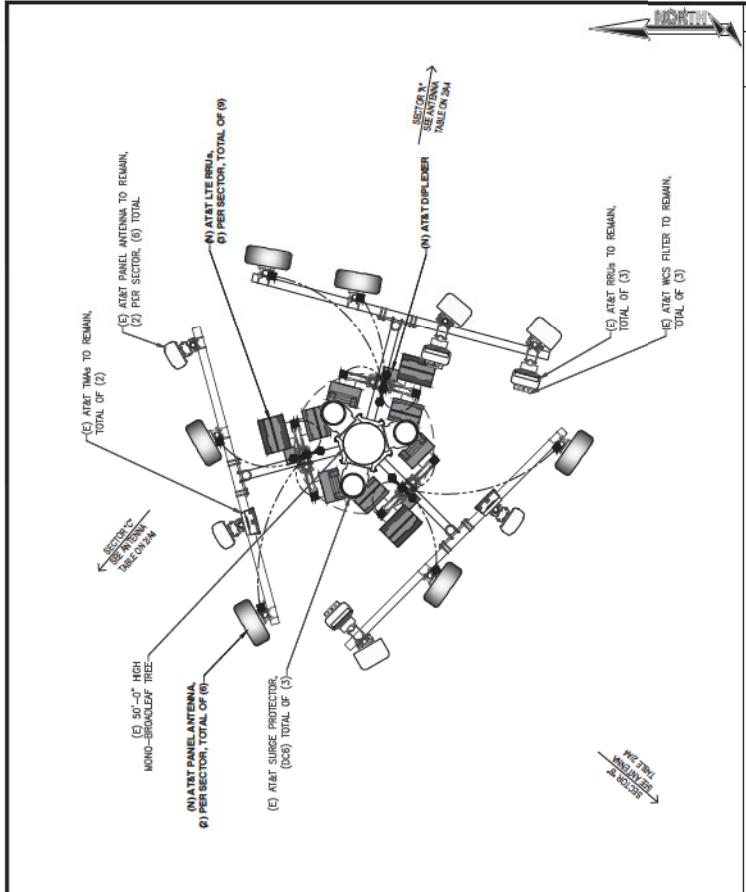 NORTH
(E) AT&T TMAs TO REMAIN,
TOTAL OF (2)
(E) AT&T PANEL ANTENNA TO REMAIN,
(2) PER SECTOR, (6) TOTAL
(N) AT&T LTE RRUs,
(3) PER SECTOR, TOTAL OF (9)
SECTOR "A"
SEE ANTENNA
TABLE ON 2/A4
(N) AT&T DIPLEXER
(E) AT&T RRUs TO REMAIN,
TOTAL OF (3)
(E) AT&T WCS FILTER TO REMAIN,
TOTAL OF (3)
SECTOR "C"
SEE ANTENNA
TABLE ON 2/A4
(E) 50'-0" HIGH
MONO-BROADLEAF TREE
(N) AT&T PANEL ANTENNA,
(2) PER SECTOR, TOTAL OF (6)
(E) AT&T SURGE PROTECTOR,
(DC6) TOTAL OF (3)
SECTOR "B"
SEE ANTENNA
TABLE 2/A4